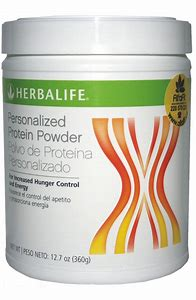 HERBALIFE
Personalized
Protein Powder
Polvo de Proteína
Personalizado
For Increased Hunger Control
and Energy
NET WT | PESO NETO: 12.7 oz (360g)